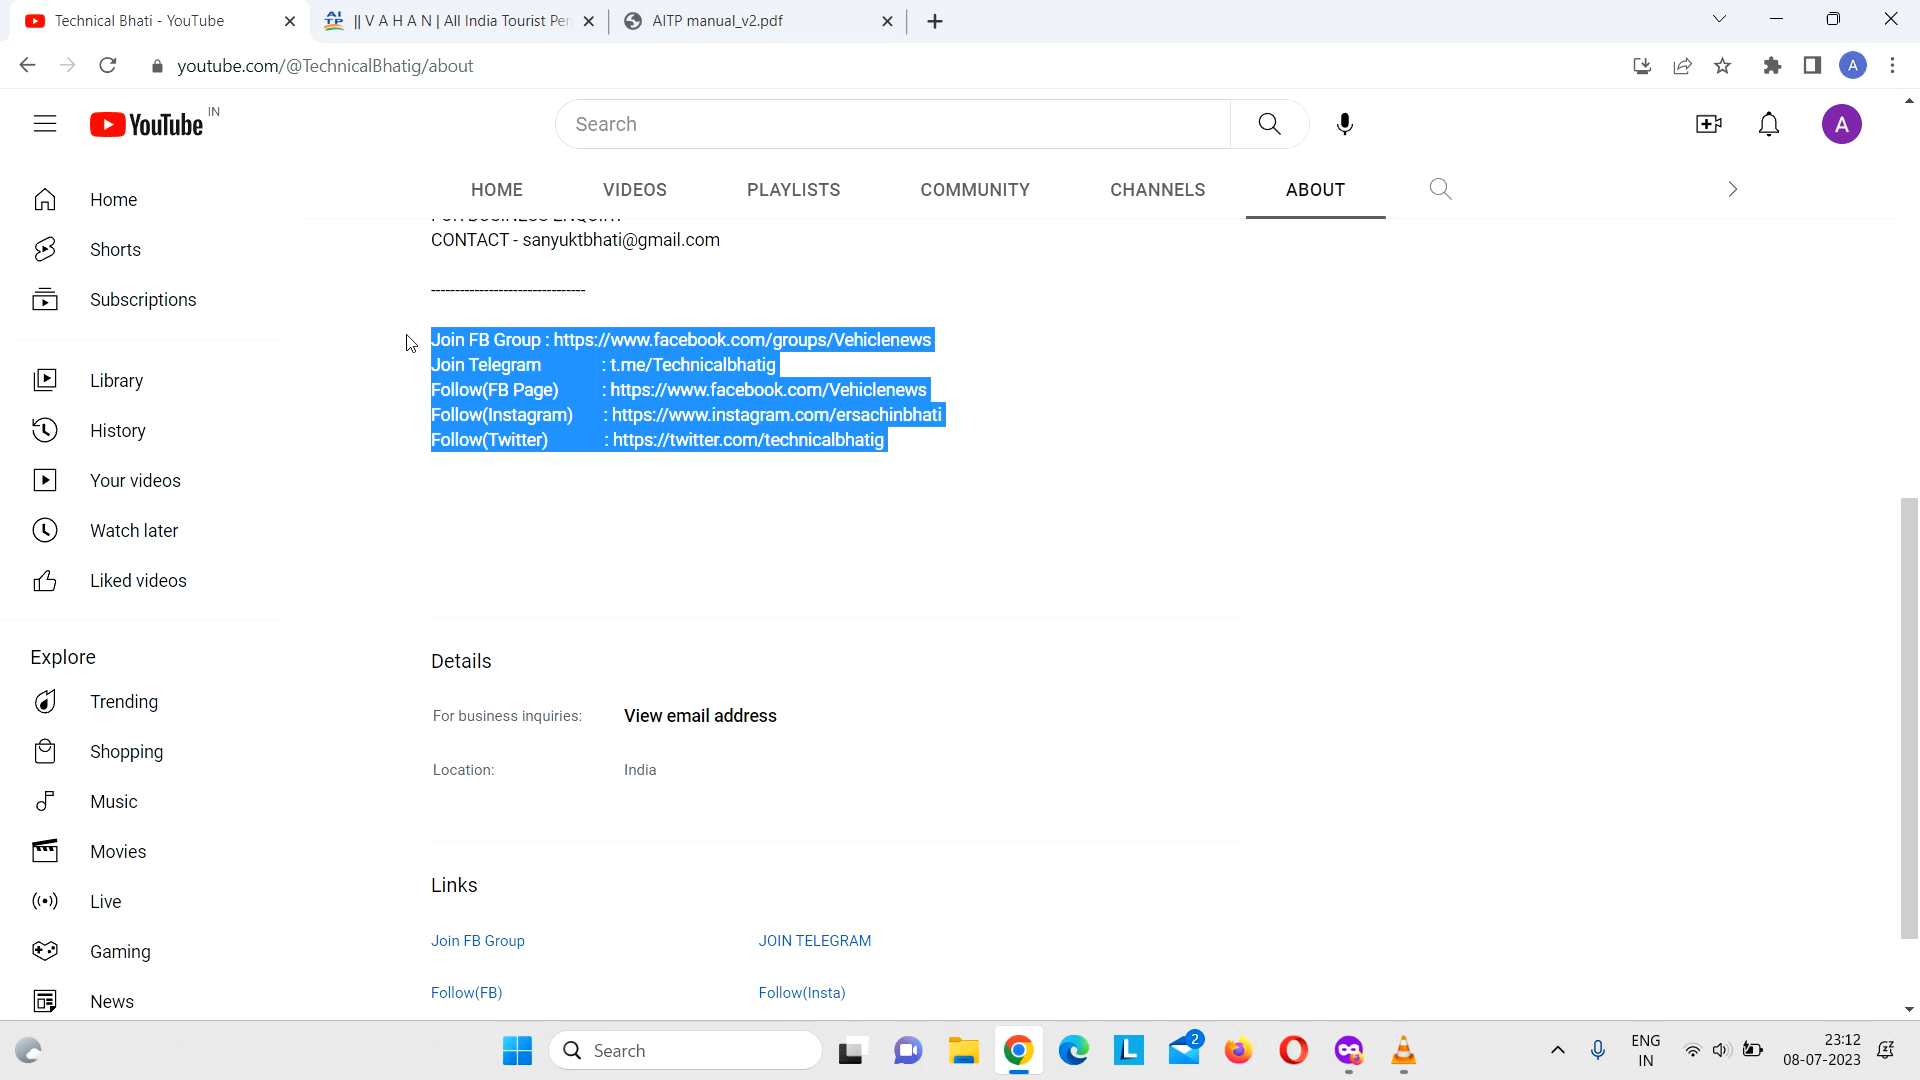 Technical Bhati - YouTube
|| V A H A N | All India Tourist Per
AITP manual_v2.pdf
youtube.com/@TechnicalBhatig/about
A
YouTube IN
Search
A
HOME VIDEOS PLAYLISTS COMMUNITY CHANNELS ABOUT
Home
Shorts
Subscriptions
Library
History
Your videos
Watch later
Liked videos
Explore
Trending
Shopping
Music
Movies
Live
Gaming
News
FOR BUSINESS ENQUIRY
CONTACT - sanyuktbhati@gmail.com
--------------------------------
Join FB Group : https://www.facebook.com/groups/Vehiclenews
Join Telegram : t.me/Technicalbhatig
Follow(FB Page) : https://www.facebook.com/Vehiclenews
Follow(Instagram) : https://www.instagram.com/ersachinbhati
Follow(Twitter) : https://twitter.com/technicalbhatig
Details
For business inquiries: View email address
Location: India
Links
Join FB Group JOIN TELEGRAM
Follow(FB) Follow(Insta)
Search
L
2
ENG
IN
23:12
08-07-2023